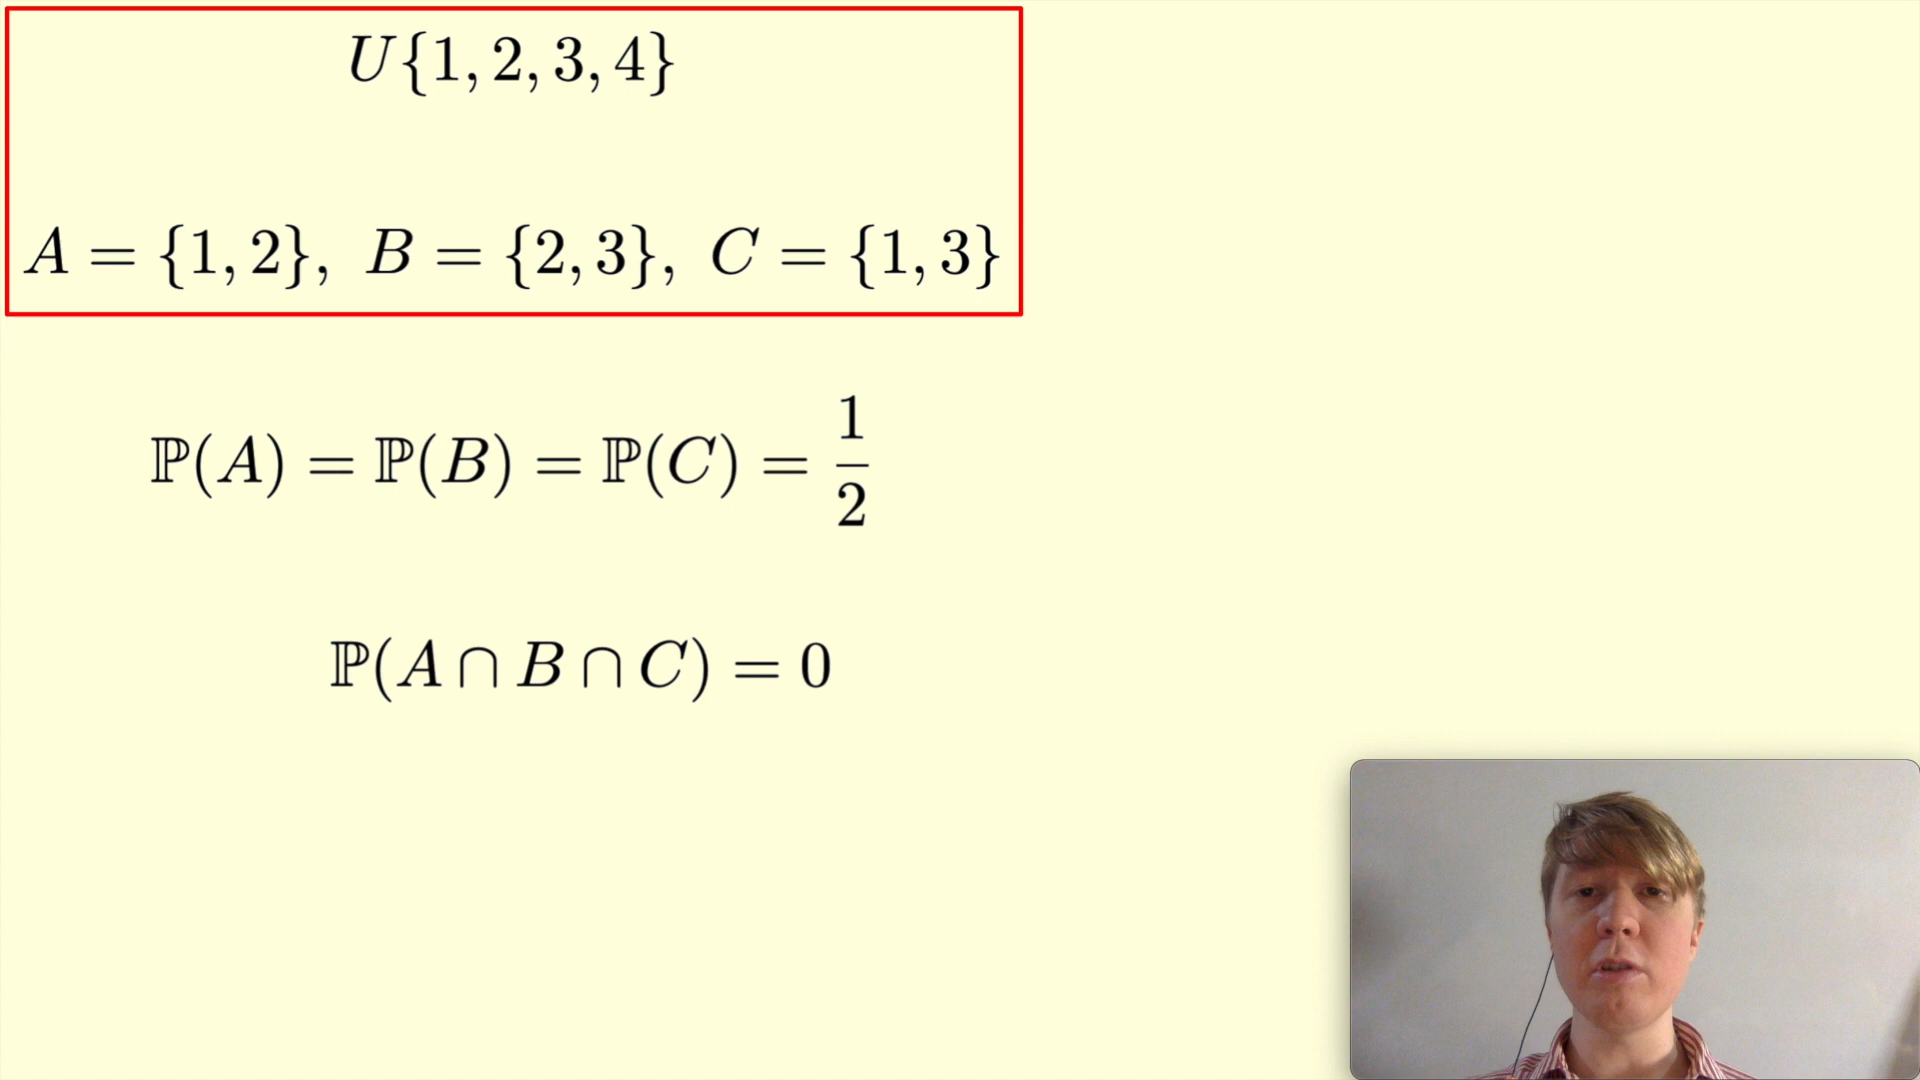 U{1, 2, 3, 4}
A = {1, 2}, B = {2, 3}, C = {1, 3}
ℙ(A) = ℙ(B) = ℙ(C) = 1/2
ℙ(A ∩ B ∩ C) = 0